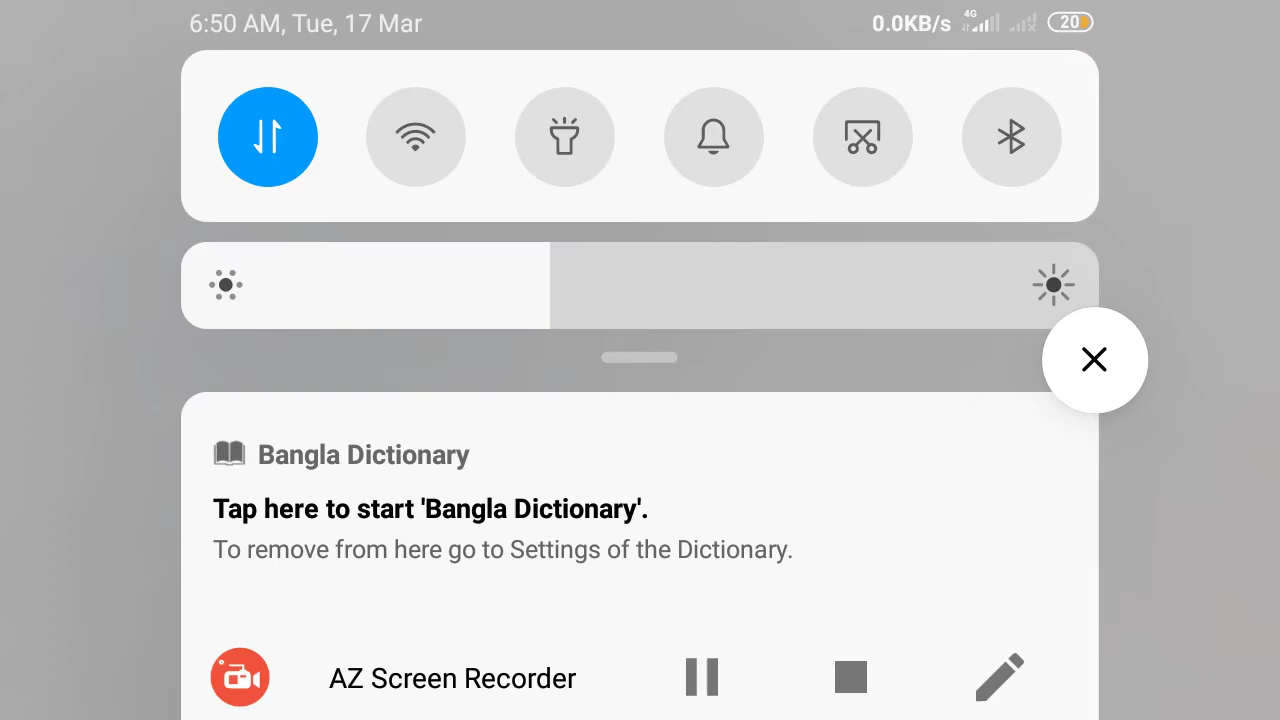 6:50 AM, Tue, 17 Mar
0.0KB/s 4G 20
Bangla Dictionary
Tap here to start 'Bangla Dictionary'.
To remove from here go to Settings of the Dictionary.
AZ Screen Recorder